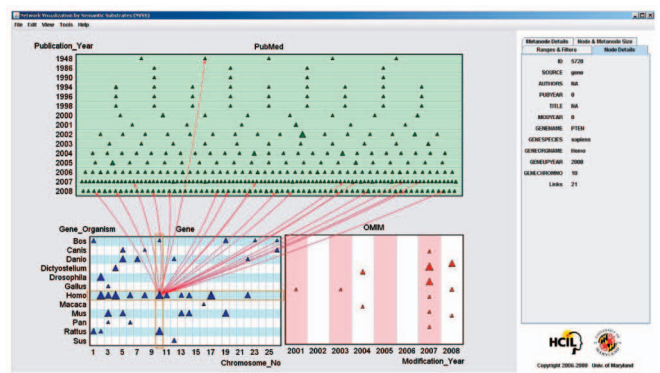 Network Visualization by Semantic Substrates (NVSS)
File Edit View Tools Help
Publication_Year PubMed
1948
1986
1990
1994
1996
1998
2000
2001
2002
2003
2004
2005
2006
2007
2008
Gene_Organism Gene OMIM
Bos
Canis
Danio
Dictyostelium
Drosophila
Gallus
Homo
Macaca
Mus
Pan
Rattus
Sus
1 3 5 7 9 11 13 15 17 19 21 23 25
Chromosome_No
2001 2002 2003 2004 2005 2006 2007 2008
Modification_Year
Metanode Details Node & Metanode Size
Ranges & Filters Node Details
ID 5728
SOURCE gene
AUTHORS NA
PUBYEAR 0
TITLE NA
MODYEAR 0
GENENAME PTEN
GENESPECIES sapiens
GENEORGNAME Homo
GENEUPYEAR 2008
GENECHROMNO 10
Links 21
HCIL
Copyright 2006-2008 Univ. of Maryland